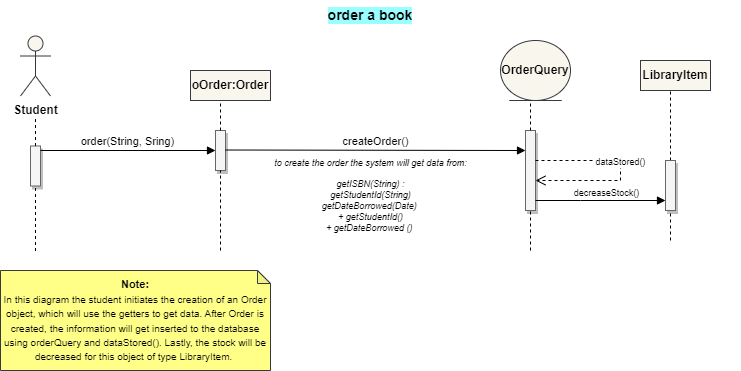 order a book
Student
oOrder:Order
OrderQuery
LibraryItem
order(String, Sring)
createOrder()
to create the order the system will get data from:
getISBN(String) :
getStudentId(String)
getDateBorrowed(Date)
+ getStudentId()
+ getDateBorrowed ()
dataStored()
decreaseStock()
Note:
In this diagram the student initiates the creation of an Order
object, which will use the getters to get data. After Order is
created, the information will get inserted to the database
using orderQuery and dataStored(). Lastly, the stock will be
decreased for this object of type LibraryItem.